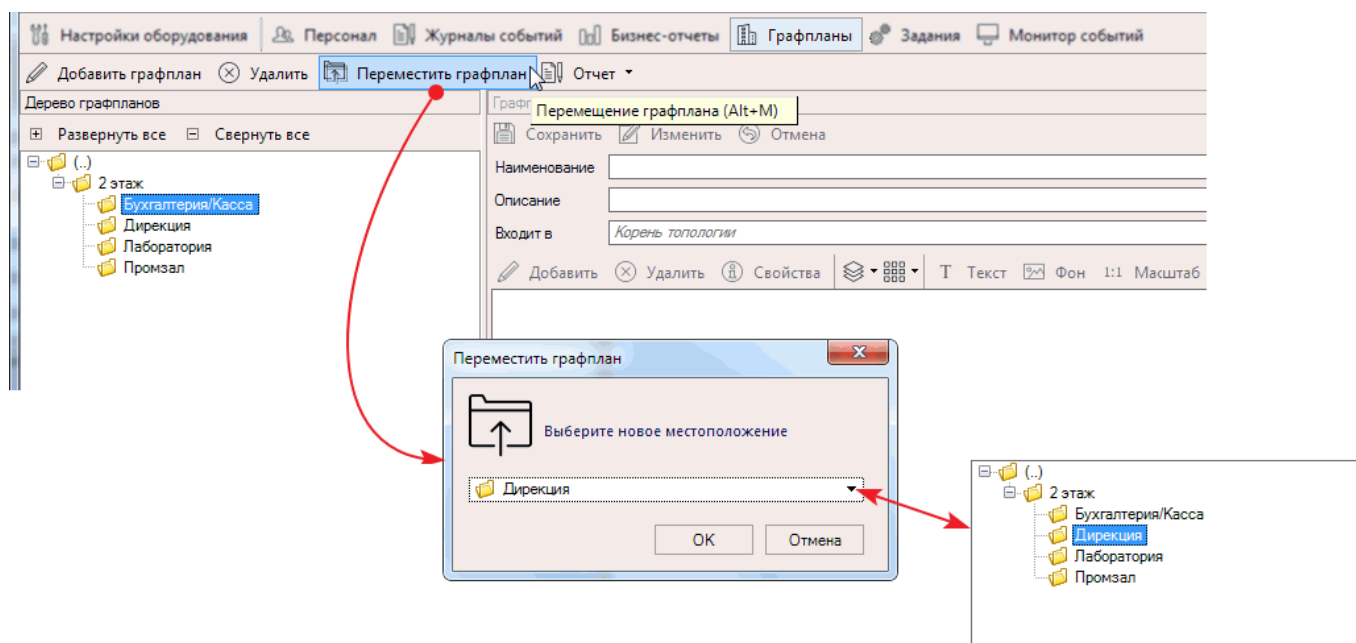 Настройки оборудования Персонал Журналы событий Бизнес-отчеты Графпланы Задания Монитор событий
Добавить графплан Удалить Переместить графплан Отчет
Дерево графпланов
Перемещение графплана (Alt+M)
Развернуть все Свернуть все
Сохранить Изменить Отмена
(..)
2 этаж
Бухгалтерия/Касса
Дирекция
Лаборатория
Промзал
Наименование
Описание
Входит в Корень топологии
Добавить Удалить Свойства T Текст Фон 1:1 Масштаб
Переместить графплан
Выберите новое местоположение
Дирекция
OK Отмена
(..)
2 этаж
Бухгалтерия/Касса
Дирекция
Лаборатория
Промзал